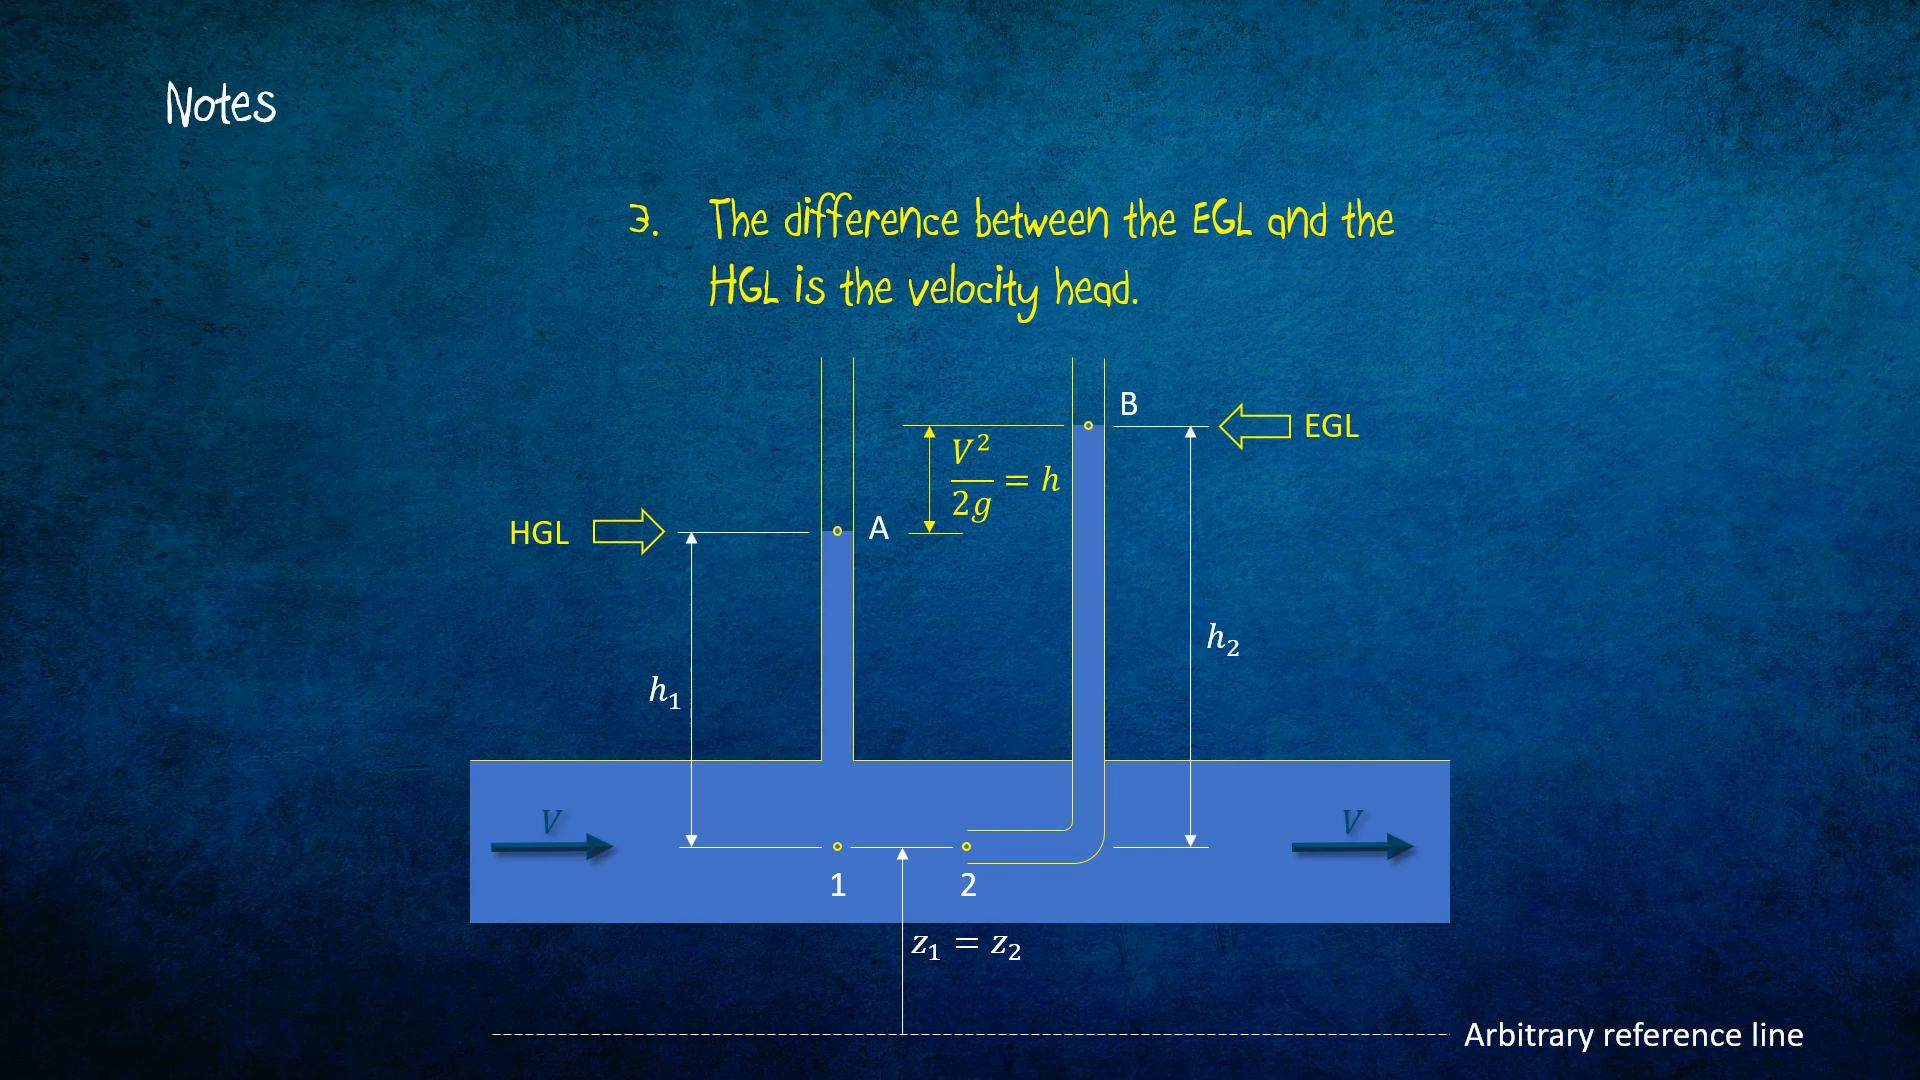 Notes
3. The difference between the EGL and the
HGL is the velocity head.
B
EGL
V²/2g = h
HGL
A
h₂
h₁
V
V
1
2
z₁ = z₂
Arbitrary reference line